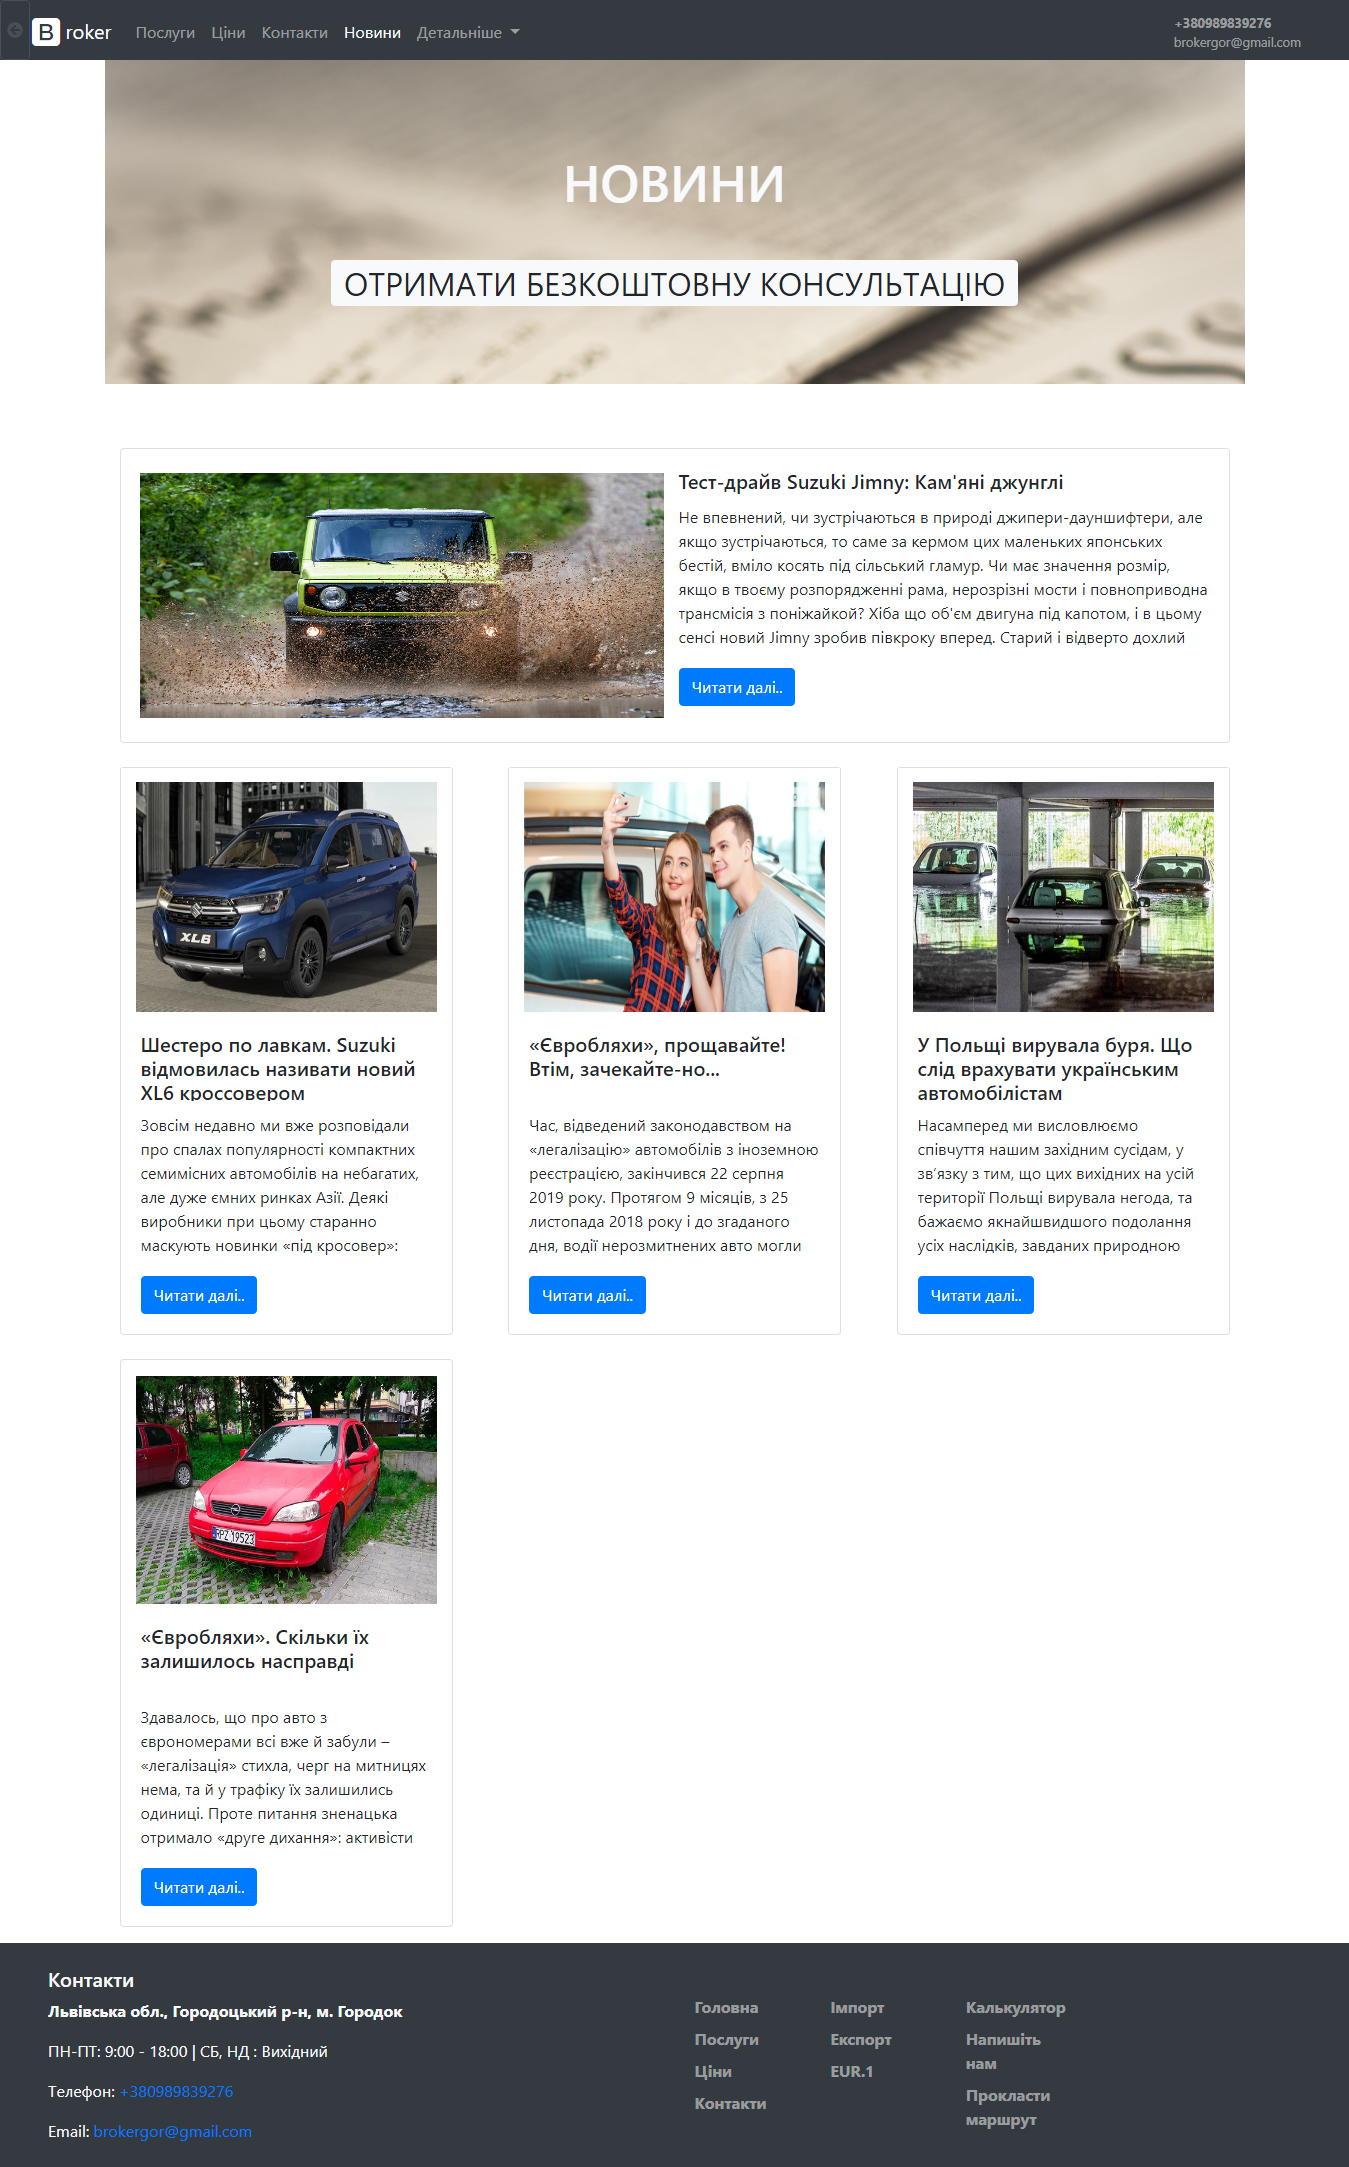 B roker Послуги Ціни Контакти Новини Детальніше
+380989839276
brokergor@gmail.com
НОВИНИ
ОТРИМАТИ БЕЗКОШТОВНУ КОНСУЛЬТАЦІЮ
Тест-драйв Suzuki Jimny: Кам'яні джунглі
Не впевнений, чи зустрічаються в природі джипери-дауншифтери, але
якщо зустрічаються, то саме за кермом цих маленьких японських
бестій, вміло косять під сільський гламур. Чи має значення розмір,
якщо в твоєму розпорядженні рама, нерозрізні мости і повноприводна
трансмісія з поніжайкой? Хіба що об'єм двигуна під капотом, і в цьому
сенсі новий Jimny зробив півкроку вперед. Старий і відверто дохлий
Читати далі..
XL6
Шестеро по лавкам. Suzuki
відмовилась називати новий
XL6 кроссовером
Зовсім недавно ми вже розповідали
про спалах популярності компактних
семимісних автомобілів на небагатих,
але дуже ємних ринках Азії. Деякі
виробники при цьому старанно
маскують новинки «під кросовер»:
Читати далі..
«Євробляхи», прощавайте!
Втім, зачекайте-но...
Час, відведений законодавством на
«легалізацію» автомобілів з іноземною
реєстрацією, закінчився 22 серпня
2019 року. Протягом 9 місяців, з 25
листопада 2018 року і до згаданого
дня, водії нерозмитнених авто могли
Читати далі..
У Польщі вирувала буря. Що
слід врахувати українським
автомобілістам
Насамперед ми висловлюємо
співчуття нашим західним сусідам, у
зв’язку з тим, що цих вихідних на усій
території Польщі вирувала негода, та
бажаємо якнайшвидшого подолання
усіх наслідків, завданих природною
Читати далі..
RPZ 19523
«Євробляхи». Скільки їх
залишилось насправді
Здавалось, що про авто з
єврономерами всі вже й забули –
«легалізація» стихла, черг на митницях
нема, та й у трафіку їх залишились
одиниці. Проте питання зненацька
отримало «друге дихання»: активісти
Читати далі..
Контакти
Львівська обл., Городоцький р-н, м. Городок
ПН-ПТ: 9:00 - 18:00 | СБ, НД : Вихідний
Телефон: +380989839276
Email: brokergor@gmail.com
Головна
Послуги
Ціни
Контакти
Імпорт
Експорт
EUR.1
Калькулятор
Напишіть
нам
Прокласти
маршрут